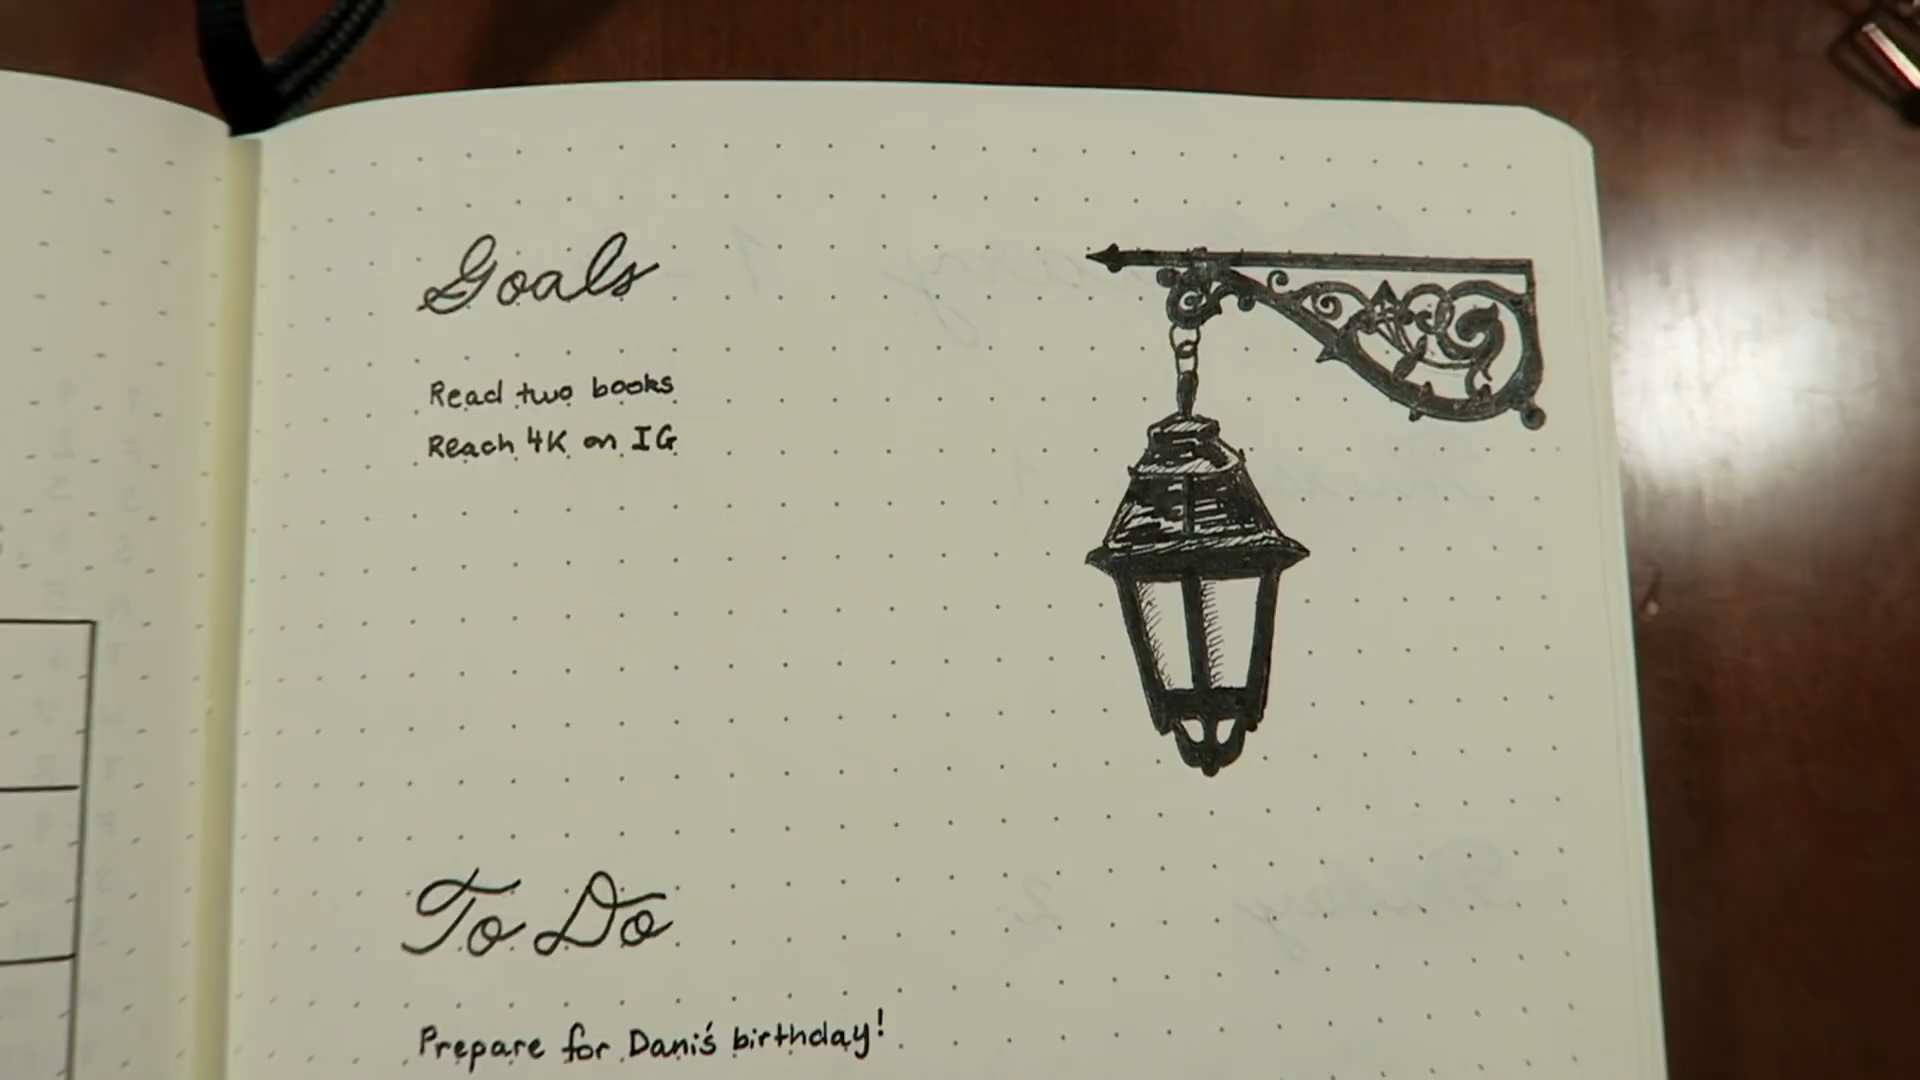 Goals
Read two books
Reach 4K on IG
To Do
Prepare for Dani's birthday!